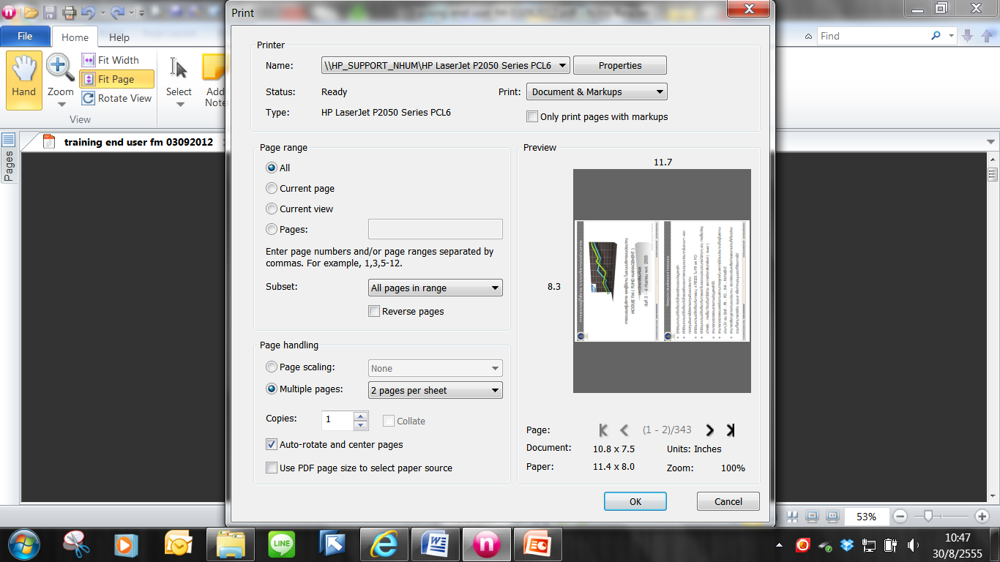 Print
File
Home
Help
Find
Hand
Zoom
Fit Width
Fit Page
Rotate View
Select
Add
Note
View
training end user fm 03092012
Pages
Printer
Name:
\\HP_SUPPORT_NHUM\HP LaserJet P2050 Series PCL6
Properties
Status:
Ready
Print:
Document & Markups
Type:
HP LaserJet P2050 Series PCL6
Only print pages with markups
Page range
All
Current page
Current view
Pages:
Enter page numbers and/or page ranges separated by
commas. For example, 1,3,5-12.
Subset:
All pages in range
Reverse pages
Page handling
Page scaling:
None
Multiple pages:
2 pages per sheet
Copies:
1
Collate
Auto-rotate and center pages
Use PDF page size to select paper source
Preview
11.7
8.3
MODULE FM ( FUND MANAGEMENT )
Page:
(1 - 2)/343
Document:
10.8 x 7.5
Units: Inches
Paper:
11.4 x 8.0
Zoom:
100%
OK
Cancel
53%
LINE
10:47
30/8/2555